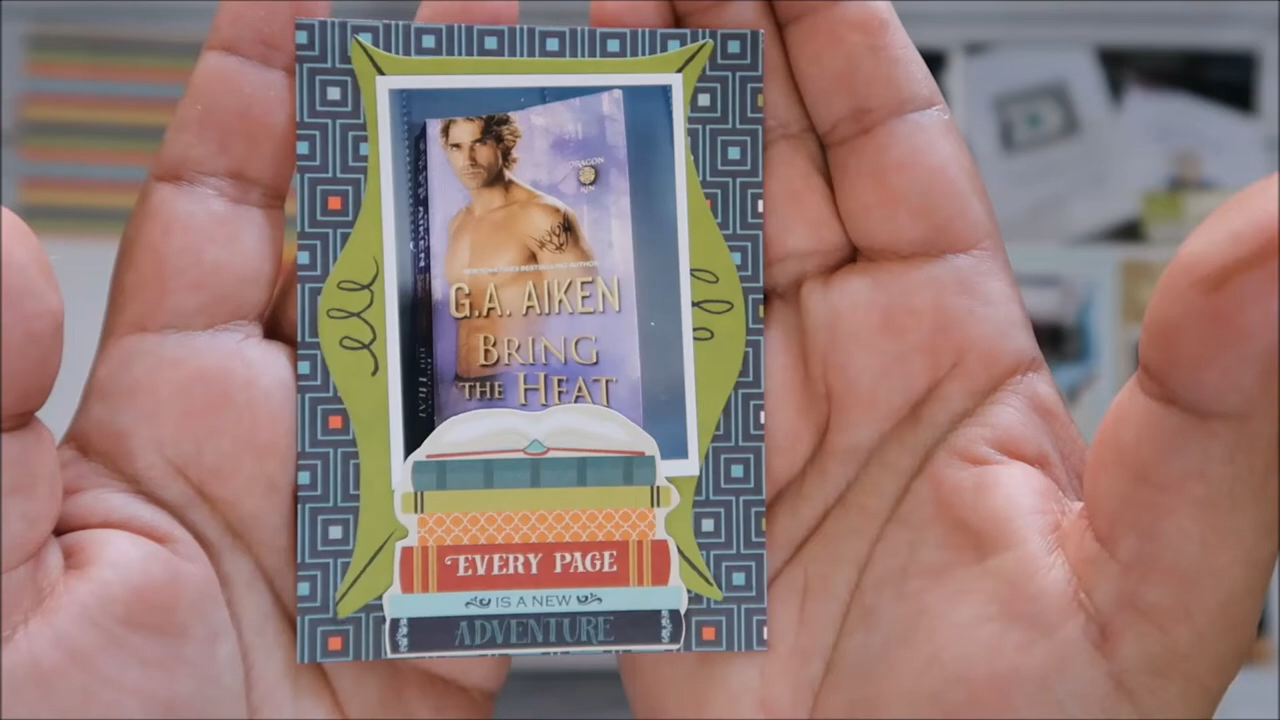 DRAGON
KIN
NEW YORK TIMES BESTSELLING AUTHOR
G.A. AIKEN
BRING
THE HEAT
EVERY PAGE
IS A NEW
ADVENTURE